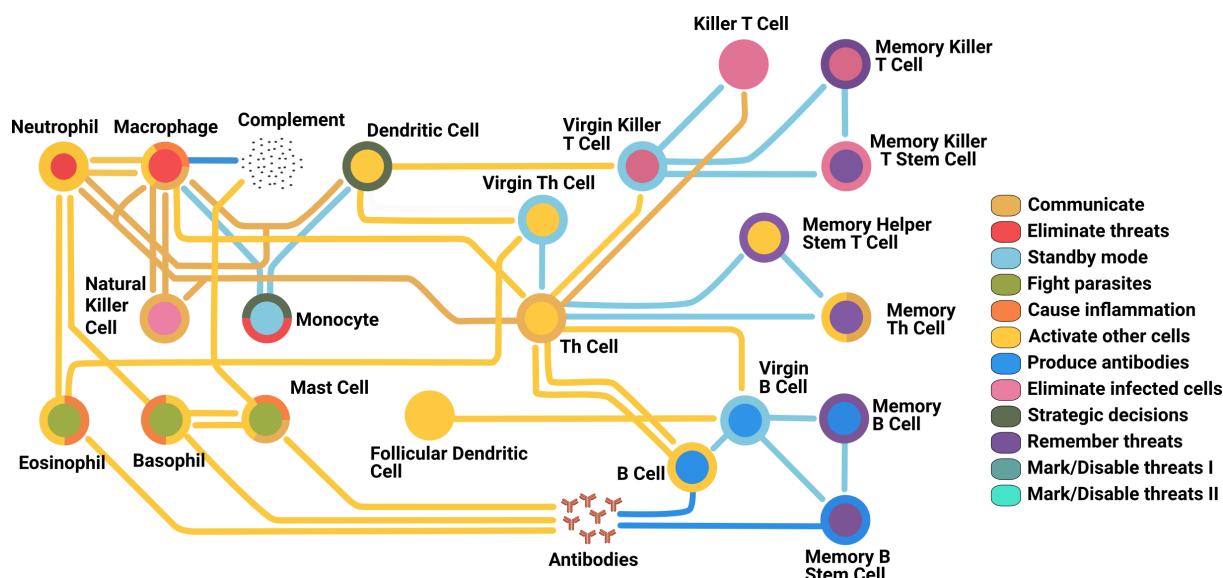 Killer T Cell
Memory Killer
T Cell
Neutrophil
Macrophage
Complement
Dendritic Cell
Virgin Killer
T Cell
Memory Killer
T Stem Cell
Virgin Th Cell
Memory Helper
Stem T Cell
Natural
Killer
Cell
Monocyte
Th Cell
Memory
Th Cell
Virgin
B Cell
Mast Cell
Memory
B Cell
Eosinophil
Basophil
Follicular Dendritic
Cell
B Cell
Antibodies
Memory B
Stem Cell
Communicate
Eliminate threats
Standby mode
Fight parasites
Cause inflammation
Activate other cells
Produce antibodies
Eliminate infected cells
Strategic decisions
Remember threats
Mark/Disable threats I
Mark/Disable threats II